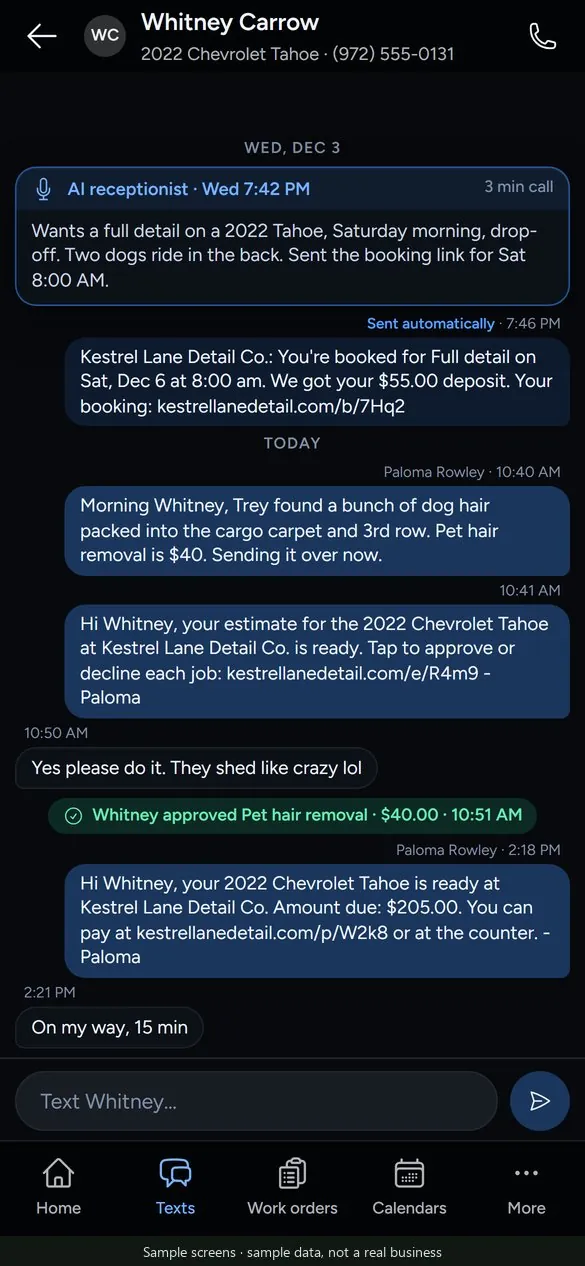 WC
Whitney Carrow
2022 Chevrolet Tahoe · (972) 555-0131
WED, DEC 3
AI receptionist · Wed 7:42 PM
3 min call
Wants a full detail on a 2022 Tahoe, Saturday morning, drop-
off. Two dogs ride in the back. Sent the booking link for Sat
8:00 AM.
Sent automatically · 7:46 PM
Kestrel Lane Detail Co.: You're booked for Full detail on
Sat, Dec 6 at 8:00 am. We got your $55.00 deposit. Your
booking: kestrellanedetail.com/b/7Hq2
TODAY
Paloma Rowley · 10:40 AM
Morning Whitney, Trey found a bunch of dog hair
packed into the cargo carpet and 3rd row. Pet hair
removal is $40. Sending it over now.
10:41 AM
Hi Whitney, your estimate for the 2022 Chevrolet Tahoe
at Kestrel Lane Detail Co. is ready. Tap to approve or
decline each job: kestrellanedetail.com/e/R4m9 -
Paloma
10:50 AM
Yes please do it. They shed like crazy lol
Whitney approved Pet hair removal · $40.00 · 10:51 AM
Paloma Rowley · 2:18 PM
Hi Whitney, your 2022 Chevrolet Tahoe is ready at
Kestrel Lane Detail Co. Amount due: $205.00. You can
pay at kestrellanedetail.com/p/W2k8 or at the counter. -
Paloma
2:21 PM
On my way, 15 min
Text Whitney...
Home
Texts
Work orders
Calendars
More
Sample screens · sample data, not a real business